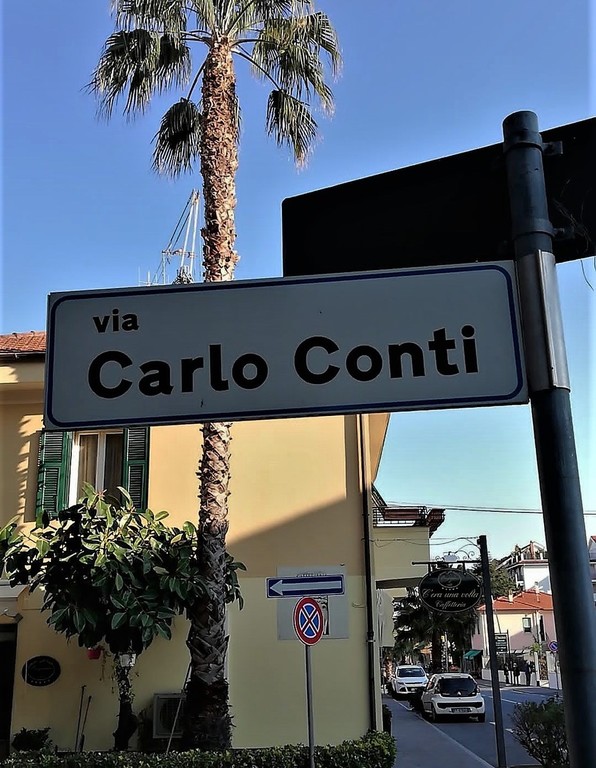 via
Carlo Conti
C'era una volta
Caffetteria